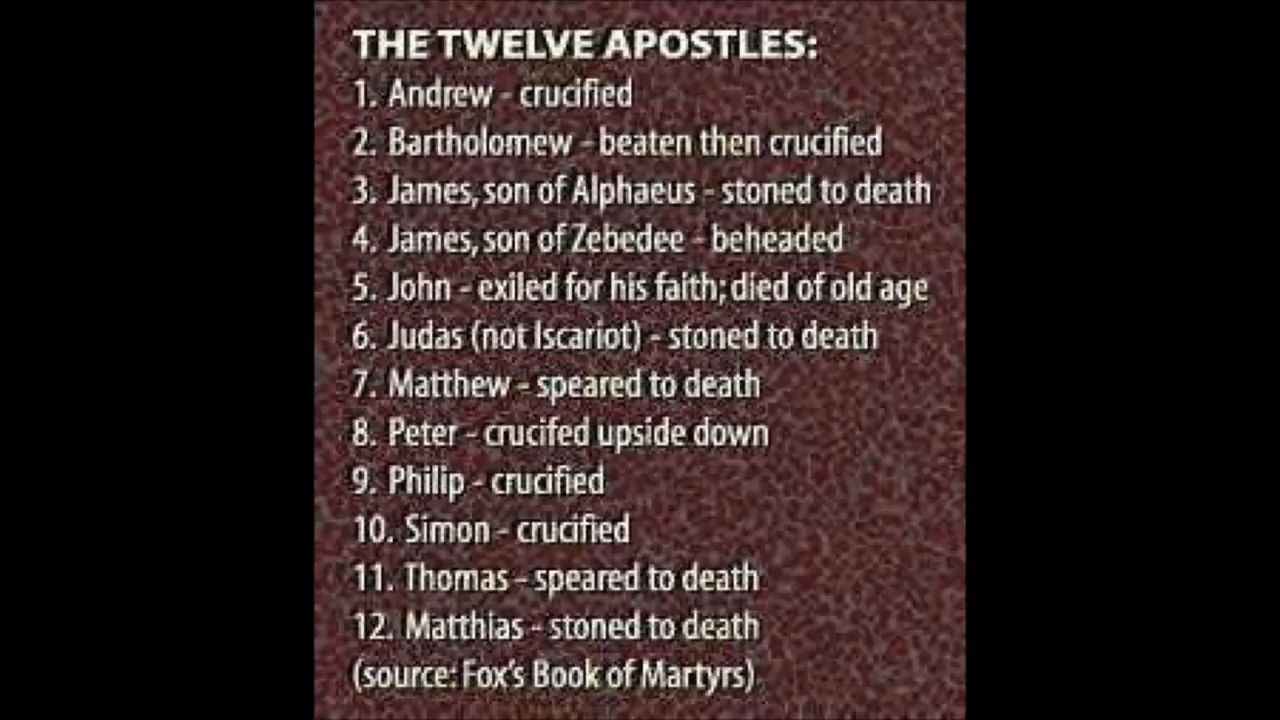 THE TWELVE APOSTLES:
1. Andrew - crucified
2. Bartholomew - beaten then crucified
3. James, son of Alphaeus - stoned to death
4. James, son of Zebedee - beheaded
5. John - exiled for his faith; died of old age
6. Judas (not Iscariot) - stoned to death
7. Matthew - speared to death
8. Peter - crucifed upside down
9. Philip - crucified
10. Simon - crucified
11. Thomas - speared to death
12. Matthias - stoned to death
(source: Fox's Book of Martyrs)